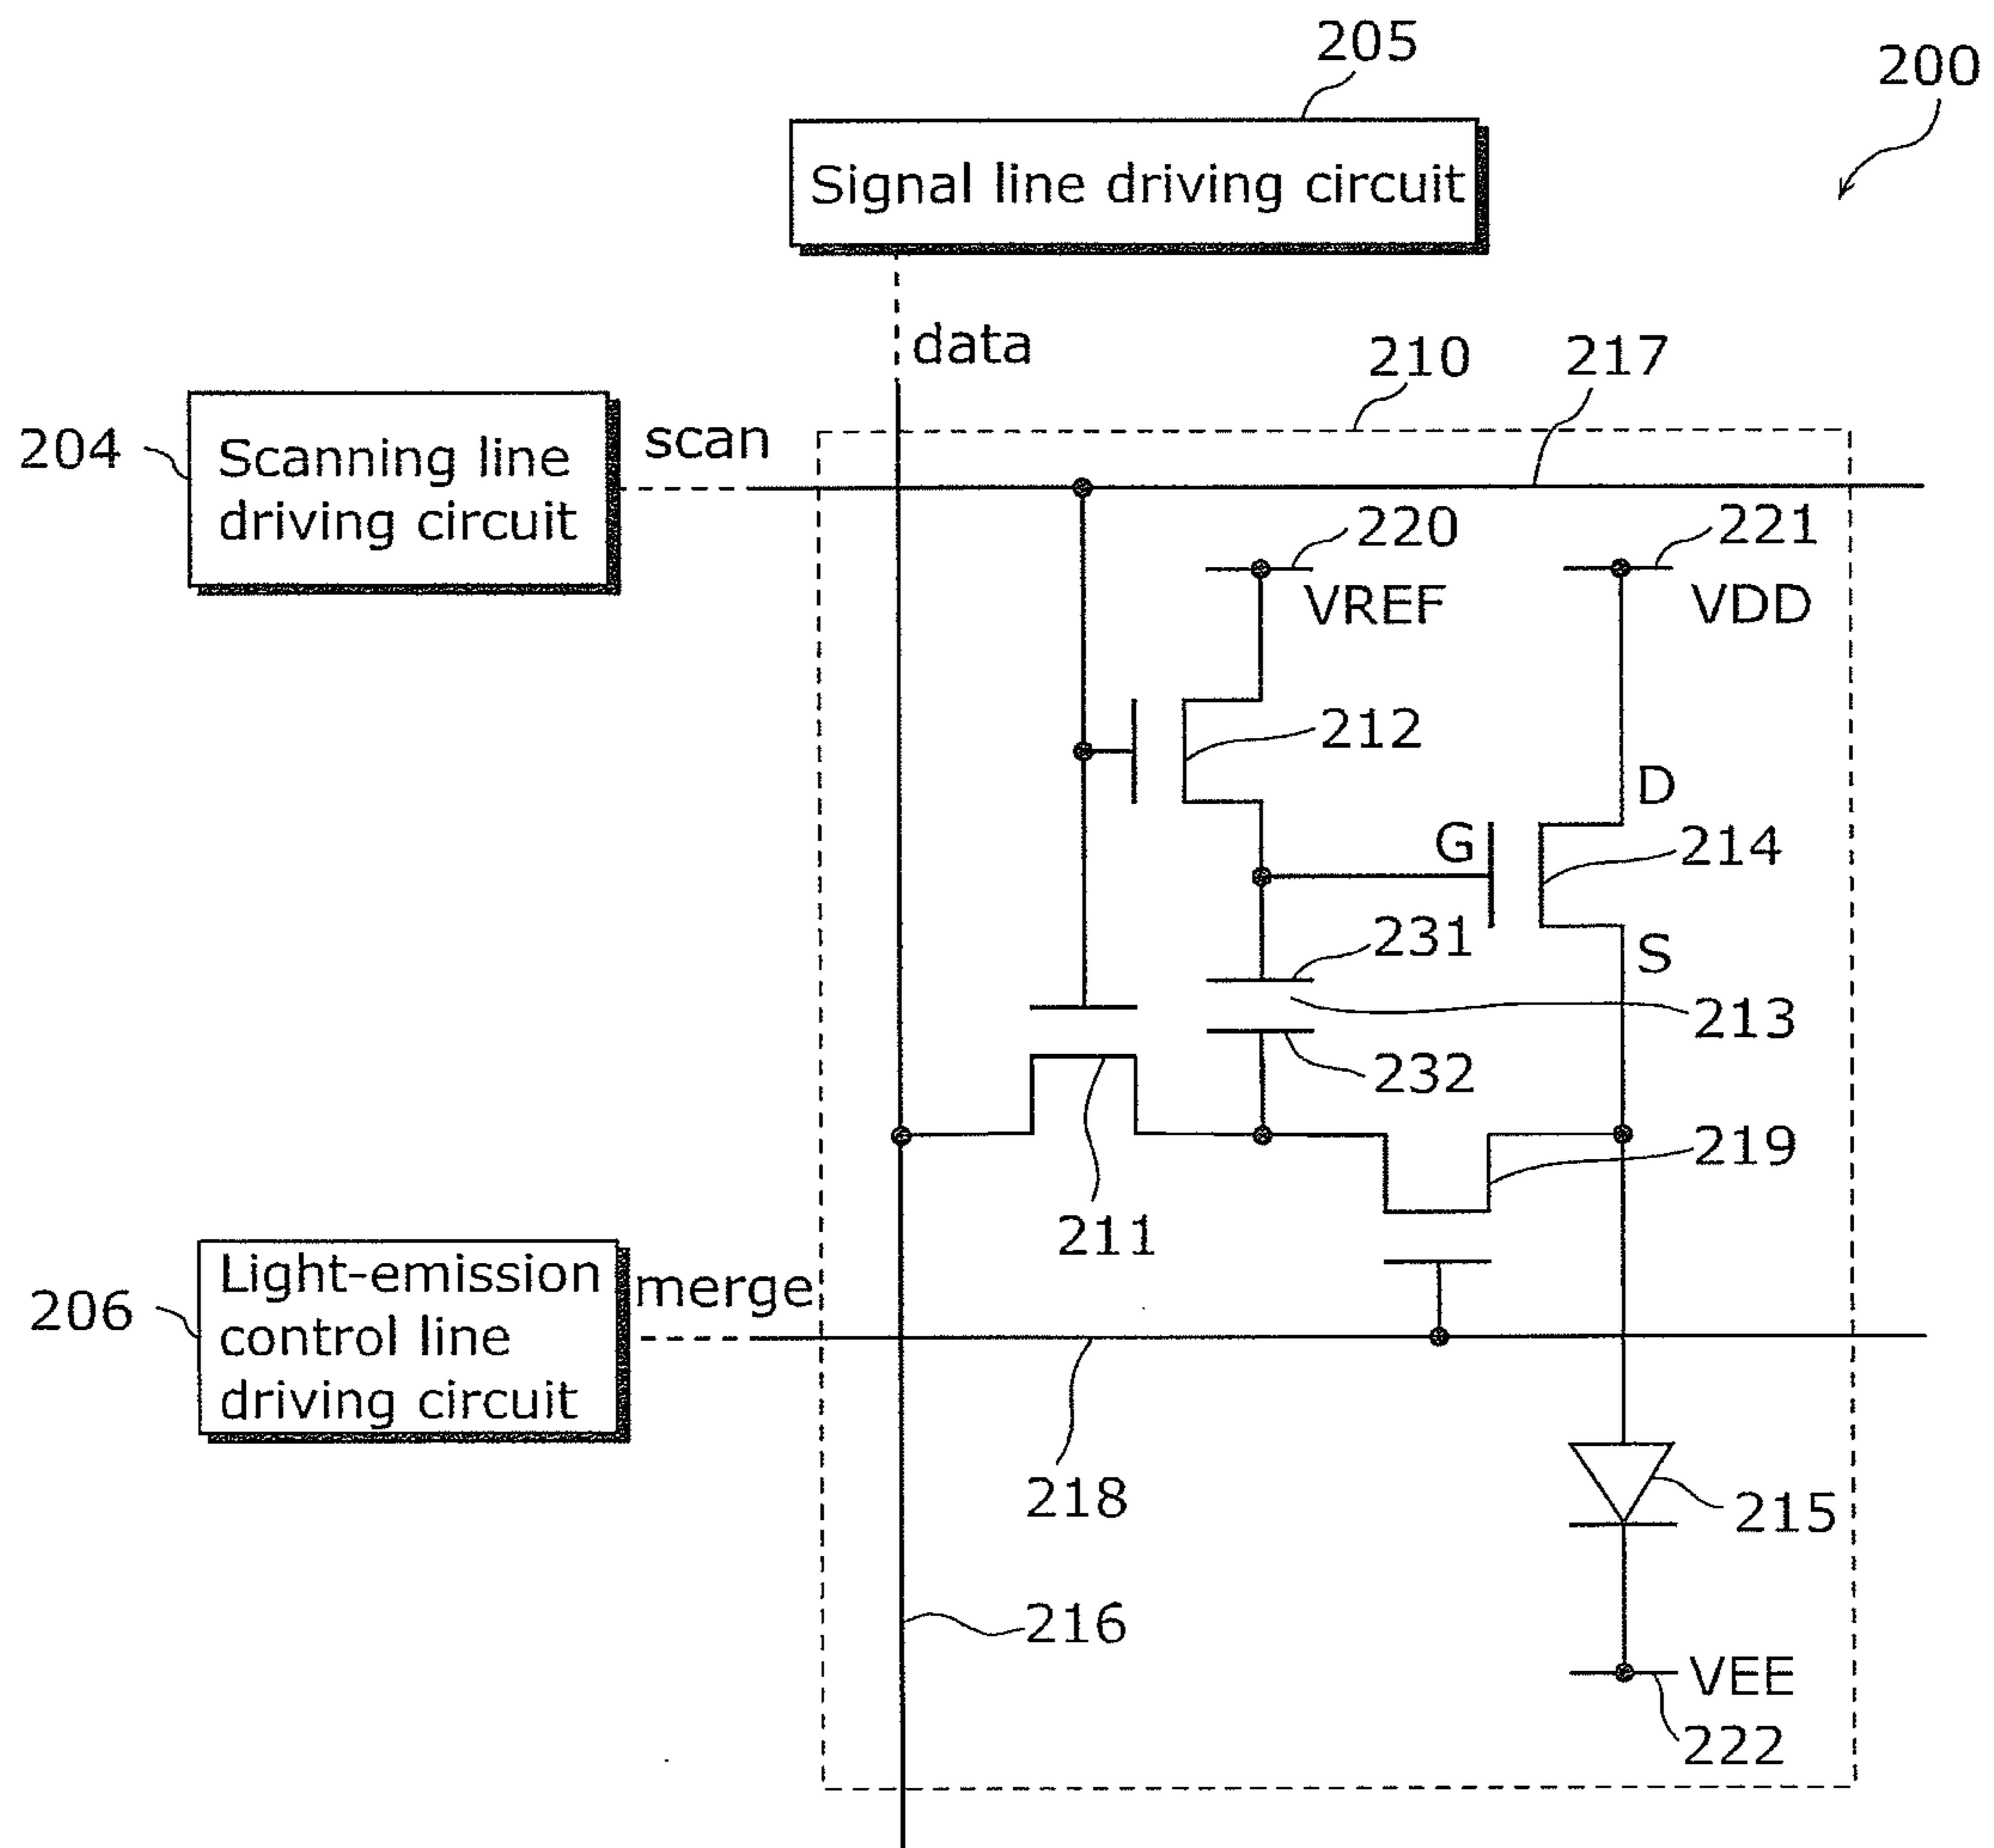 205
200
Signal line driving circuit
data
210
217
204
Scanning line
driving circuit
scan
220
221
VREF
VDD
212
D
G
214
231
S
213
232
219
211
206
Light-emission
control line
driving circuit
merge
218
215
216
VEE
222